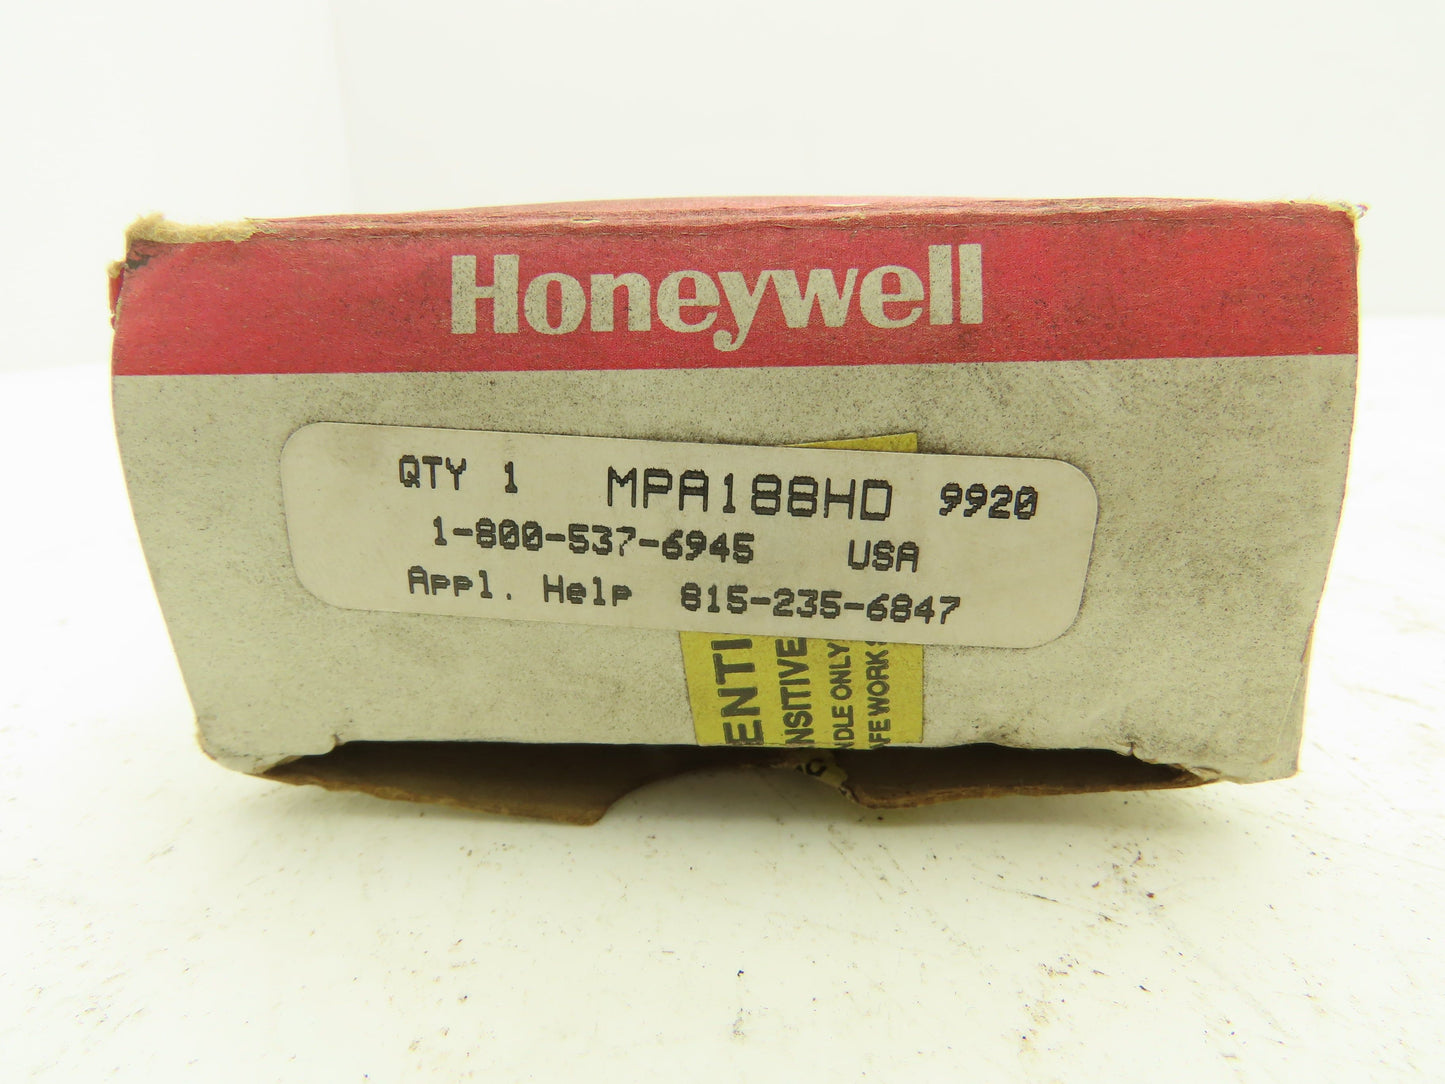 Honeywell
QTY 1 MPA188HD 9920
1-800-537-6945 USA
Appl. Help 815-235-6847
ENTI
NSITIVE
NDLE ONLY
AFE WORK